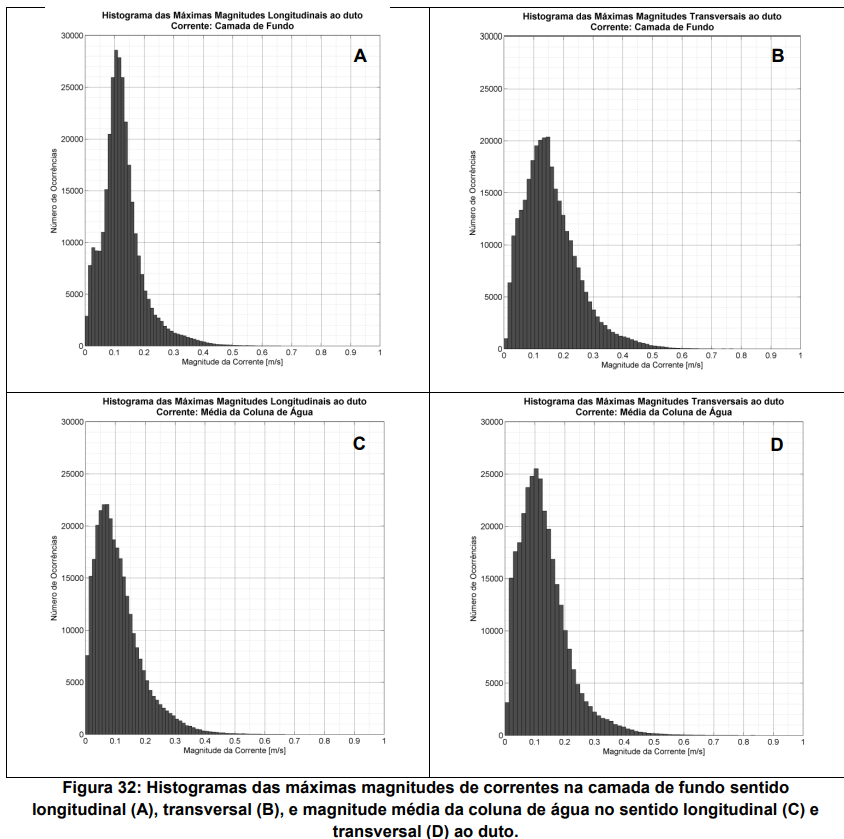 Histograma das Máximas Magnitudes Longitudinais ao duto
Corrente: Camada de Fundo
A
30000
25000
20000
15000
10000
5000
0
Número de Ocorrências
0 0.1 0.2 0.3 0.4 0.5 0.6 0.7 0.8 0.9 1
Magnitude da Corrente [m/s]
Histograma das Máximas Magnitudes Transversais ao duto
Corrente: Camada de Fundo
B
30000
25000
20000
15000
10000
5000
0
Número de Ocorrências
0 0.1 0.2 0.3 0.4 0.5 0.6 0.7 0.8 0.9 1
Magnitude da Corrente [m/s]
Histograma das Máximas Magnitudes Longitudinais ao duto
Corrente: Média da Coluna de Água
C
30000
25000
20000
15000
10000
5000
0
Número de Ocorrências
0 0.1 0.2 0.3 0.4 0.5 0.6 0.7 0.8 0.9 1
Magnitude da Corrente [m/s]
Histograma das Máximas Magnitudes Transversais ao duto
Corrente: Média da Coluna de Água
D
30000
25000
20000
15000
10000
5000
0
Número de Ocorrências
0 0.1 0.2 0.3 0.4 0.5 0.6 0.7 0.8 0.9 1
Magnitude da Corrente [m/s]
Figura 32: Histogramas das máximas magnitudes de correntes na camada de fundo sentido
longitudinal (A), transversal (B), e magnitude média da coluna de água no sentido longitudinal (C) e
transversal (D) ao duto.